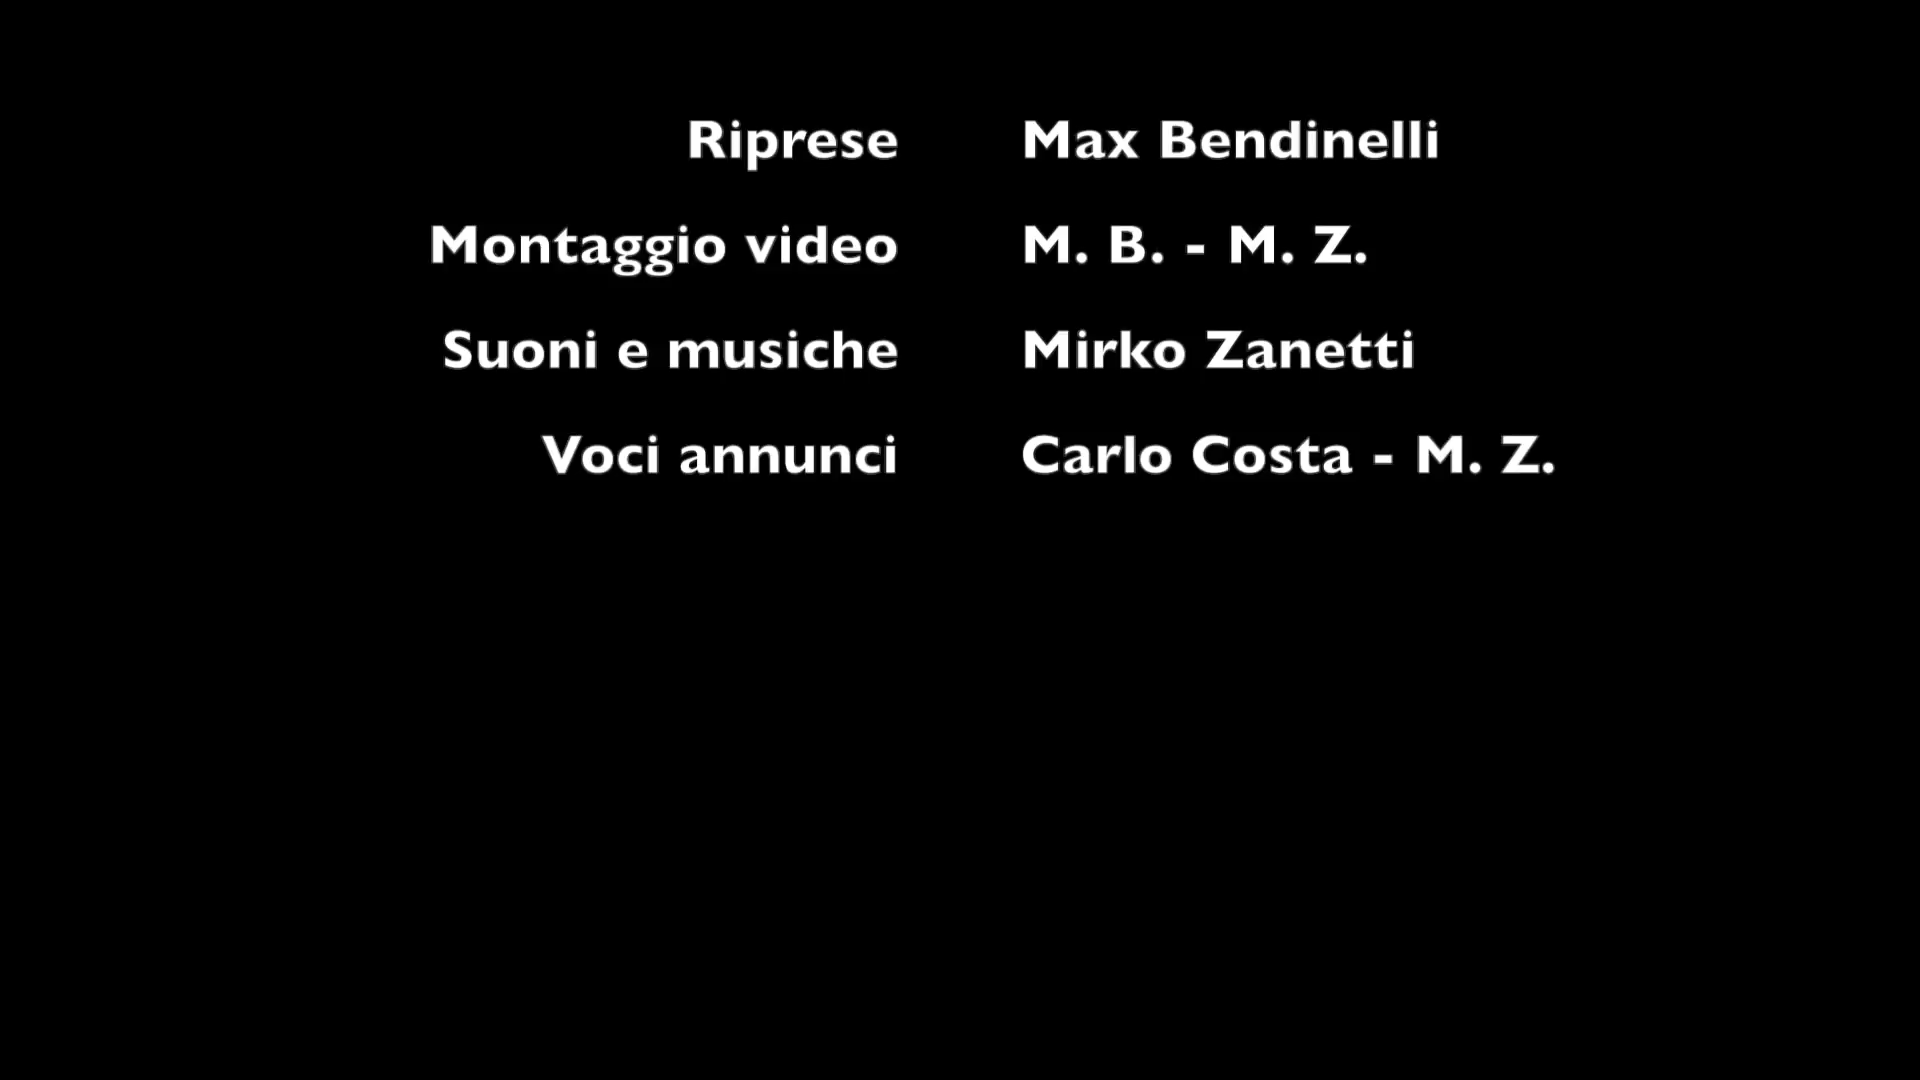 Riprese Max Bendinelli
Montaggio video M. B. - M. Z.
Suoni e musiche Mirko Zanetti
Voci annunci Carlo Costa - M. Z.